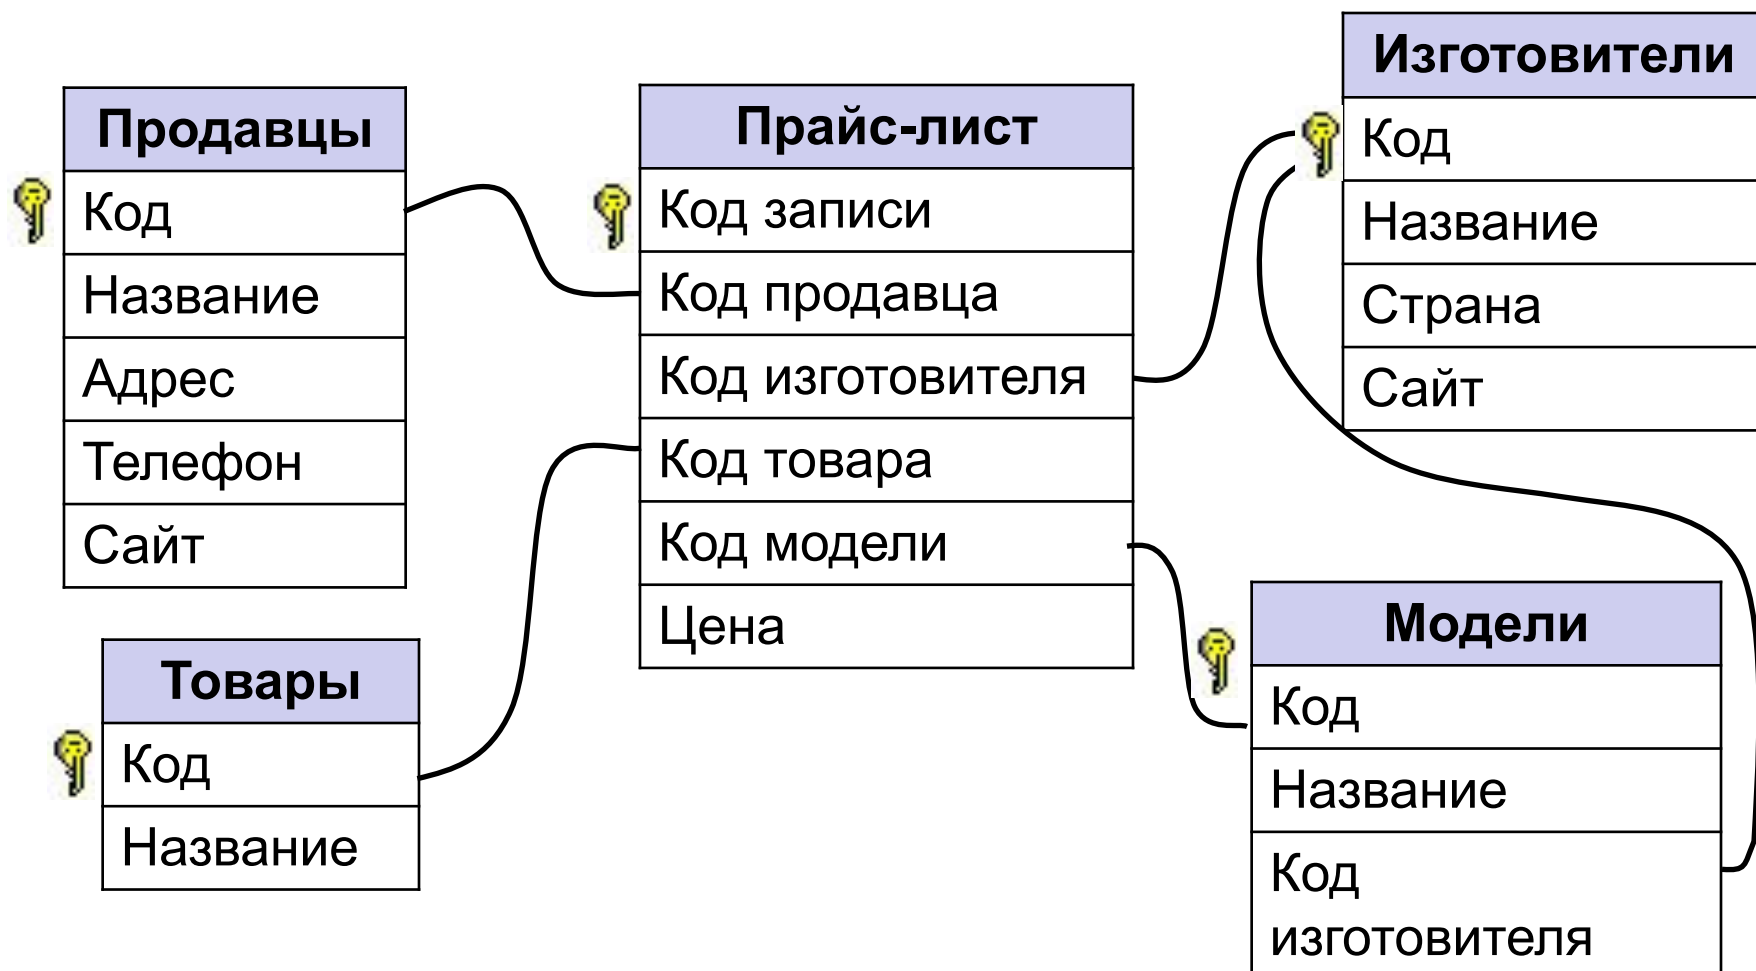 Продавцы
Код
Название
Адрес
Телефон
Сайт
Товары
Код
Название
Прайс-лист
Код записи
Код продавца
Код изготовителя
Код товара
Код модели
Цена
Изготовители
Код
Название
Страна
Сайт
Модели
Код
Название
Код
изготовителя